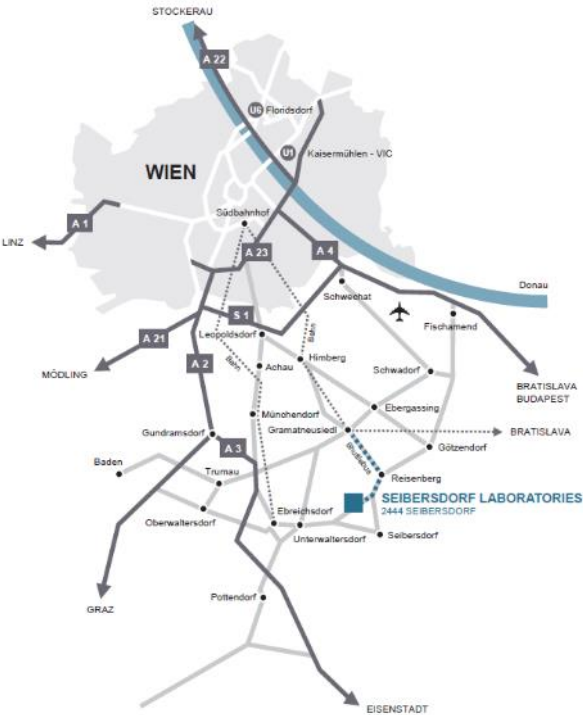 STOCKERAU
A 22
U6 Floridsdorf
U1 Kaisermühlen - VIC
WIEN
A 1
LINZ
Südbahnhof
A 23
A 4
Donau
Schwechat
S 1
Fischamend
Leopoldsdorf
Bahn
A 21
Bahn
Himberg
A 2
Achau
MÖDLING
Schwadorf
BRATISLAVA
BUDAPEST
Münchendorf
Ebergassing
Gramatneusiedl
BRATISLAVA
Gundramsdorf
A 3
Götzendorf
Baden
Trumau
Reisenberg
SEIBERSDORF LABORATORIES
2444 SEIBERSDORF
Oberwaltersdorf
Ebreichsdorf
Unterwaltersdorf
Seibersdorf
GRAZ
Pottendorf
EISENSTADT